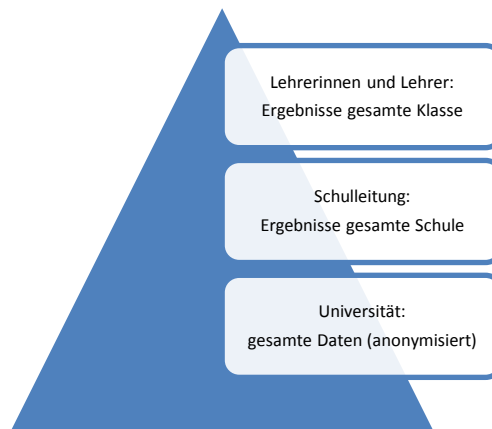 Lehrerinnen und Lehrer:
Ergebnisse gesamte Klasse
Schulleitung:
Ergebnisse gesamte Schule
Universität:
gesamte Daten (anonymisiert)